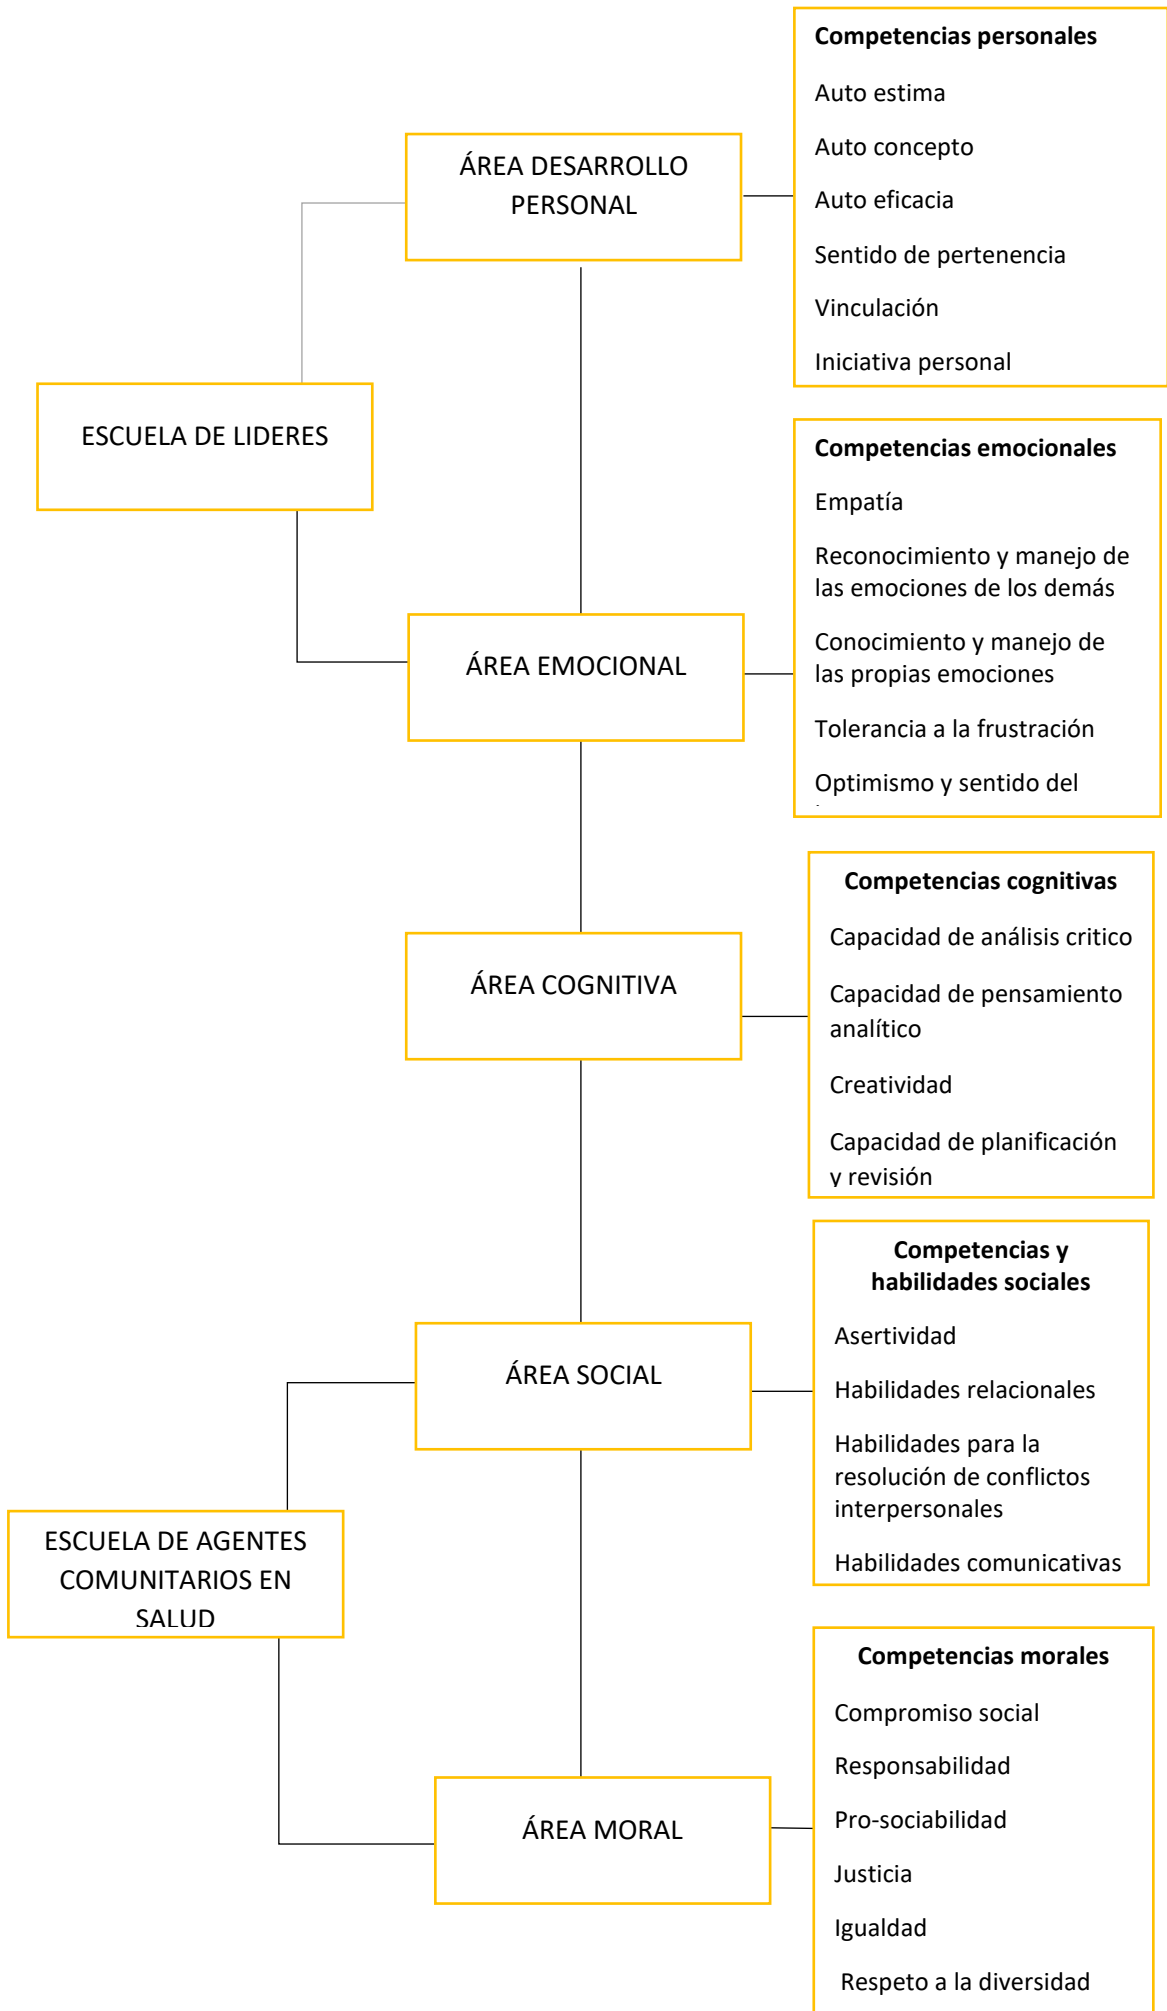 Competencias personales
Auto estima
Auto concepto
Auto eficacia
Sentido de pertenencia
Vinculación
Iniciativa personal
ÁREA DESARROLLO
PERSONAL
ESCUELA DE LIDERES
Competencias emocionales
Empatía
Reconocimiento y manejo de
las emociones de los demás
Conocimiento y manejo de
las propias emociones
Tolerancia a la frustración
Optimismo y sentido del
ÁREA EMOCIONAL
Competencias cognitivas
Capacidad de análisis critico
Capacidad de pensamiento
analítico
Creatividad
Capacidad de planificación
y revisión
ÁREA COGNITIVA
Competencias y
habilidades sociales
Asertividad
Habilidades relacionales
Habilidades para la
resolución de conflictos
interpersonales
Habilidades comunicativas
ÁREA SOCIAL
ESCUELA DE AGENTES
COMUNITARIOS EN
SALUD
Competencias morales
Compromiso social
Responsabilidad
Pro-sociabilidad
Justicia
Igualdad
Respeto a la diversidad
ÁREA MORAL